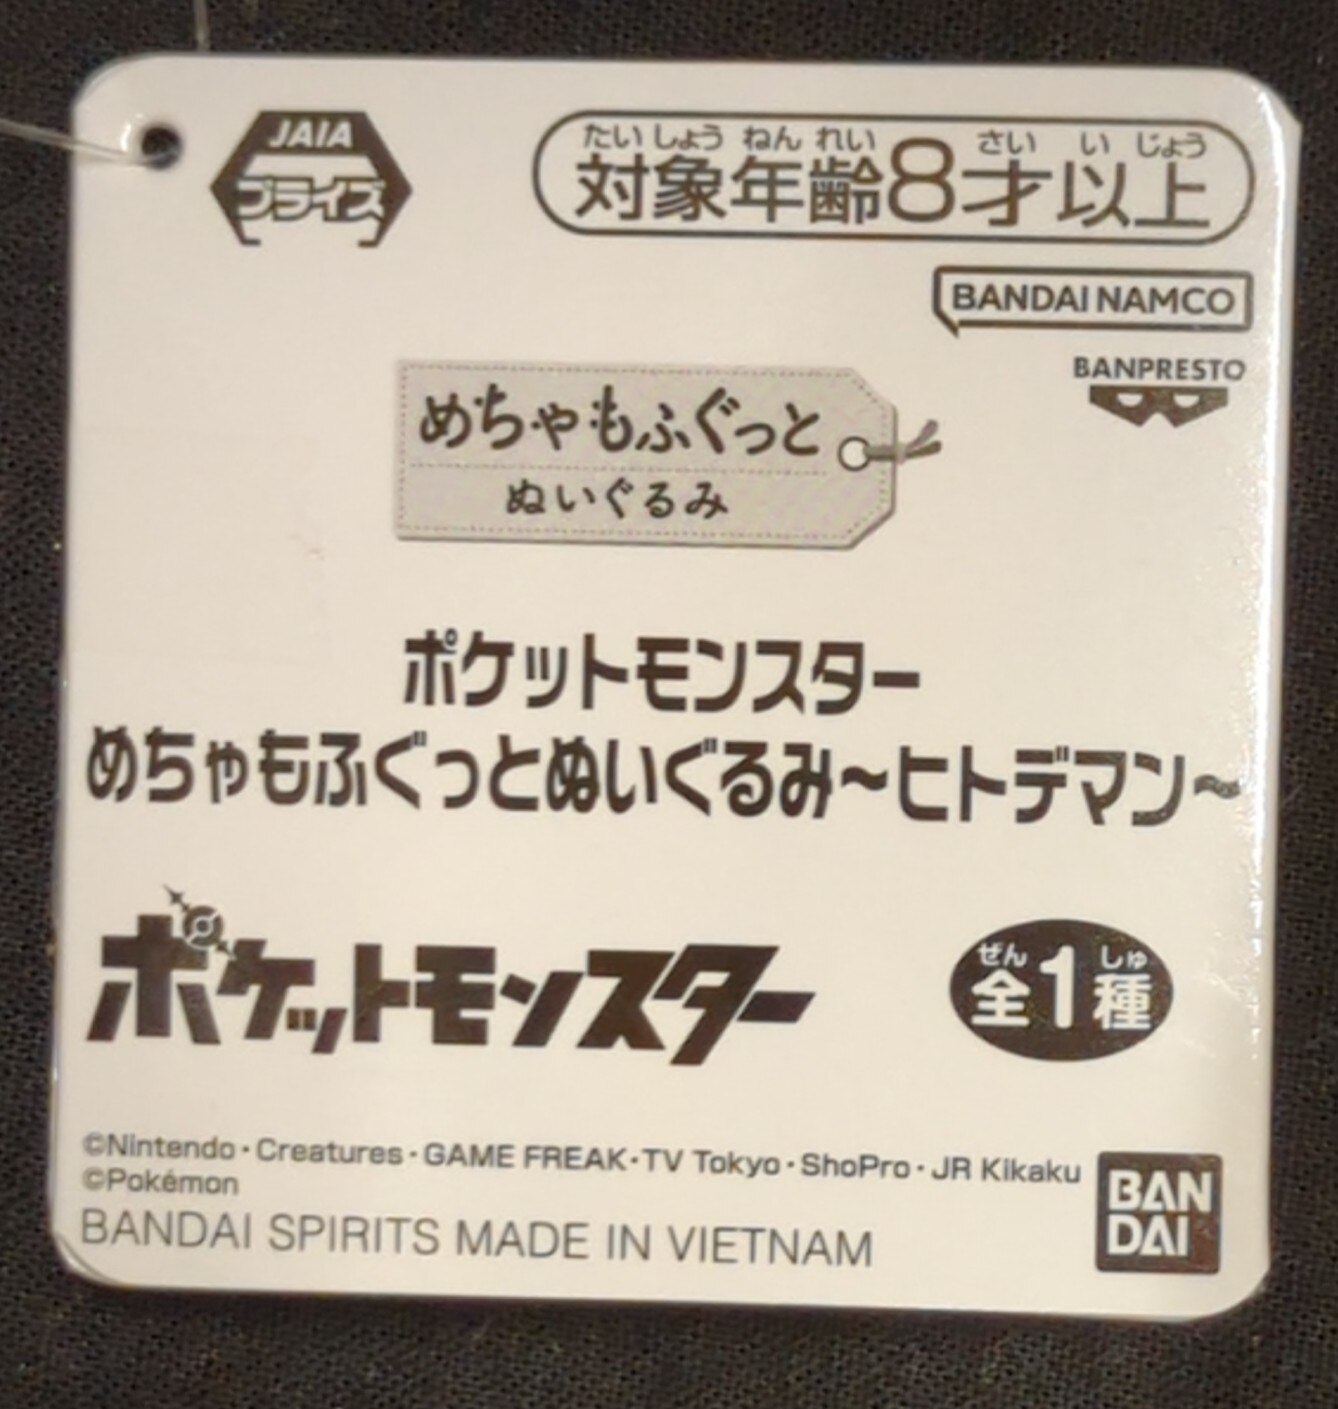 JAIA
プライズ
たいしょうねんれい さいいじょう
対象年齢8才以上
BANDAI NAMCO
BANPRESTO
めちゃもふぐっと
ぬいぐるみ
ポケットモンスター
めちゃもふぐっとぬいぐるみ~ヒトデマン~
ポケットモンスター
ぜん しゅ
全1種
©Nintendo・Creatures・GAME FREAK・TV Tokyo・ShoPro・JR Kikaku
©Pokémon
BANDAI SPIRITS MADE IN VIETNAM
BAN
DAI